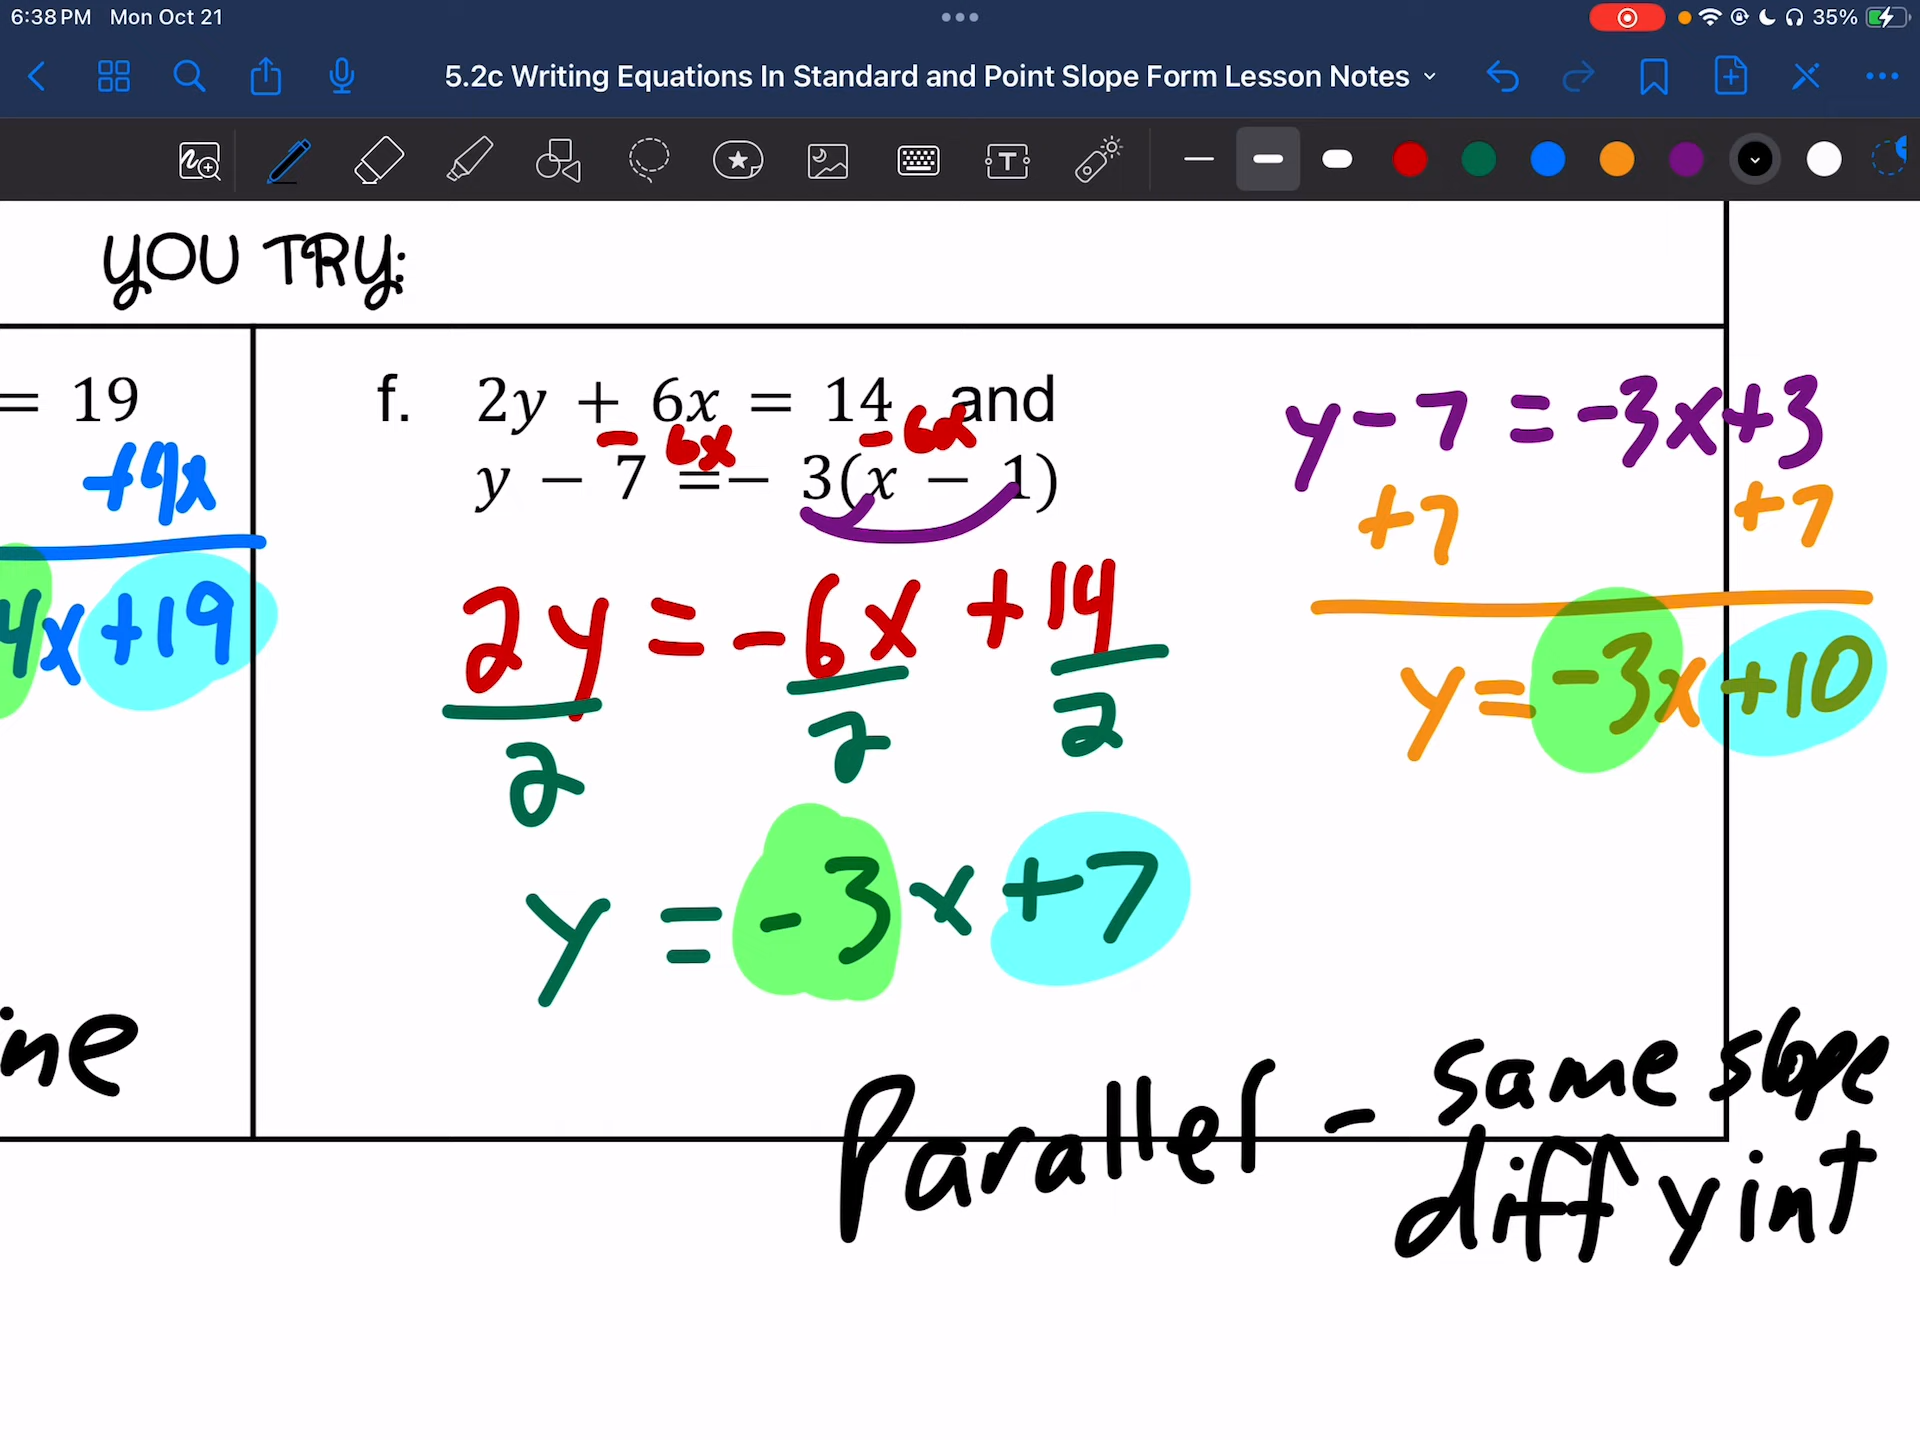 6:38 PM Mon Oct 21
35%
5.2c Writing Equations In Standard and Point Slope Form Lesson Notes
YOU TRY:
= 19
+4x
4x +19
ine
f. 2y + 6x = 14 and
- 6x - 6x
y - 7 = - 3(x - 1)
2y = -6x + 14
2 2 2
y = -3x +7
y - 7 = -3x+3
+7 +7
y = -3x +10
Parallel - same slope
diff y int